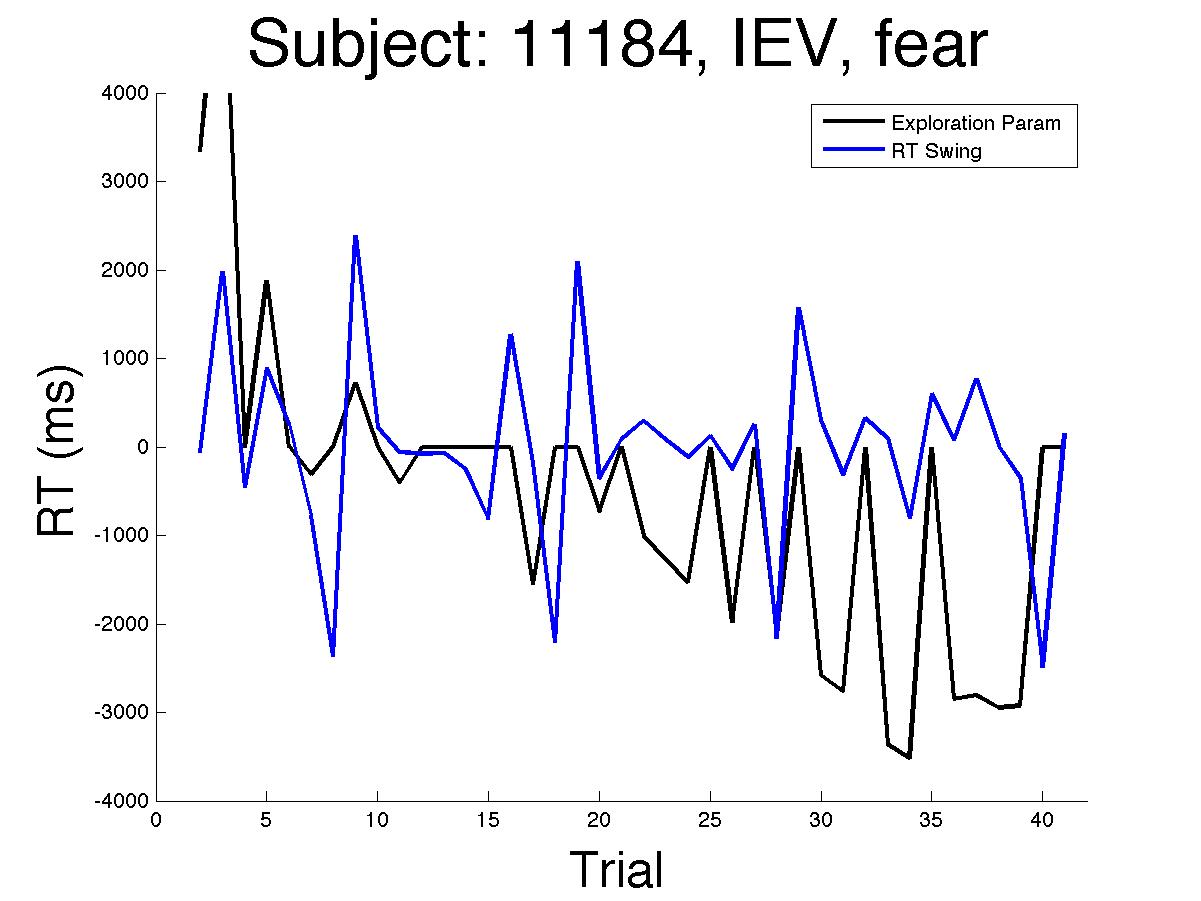 Subject: 11184, IEV, fear
Exploration Param
RT Swing
4000
3000
2000
1000
0
-1000
-2000
-3000
-4000
RT (ms)
0 5 10 15 20 25 30 35 40
Trial